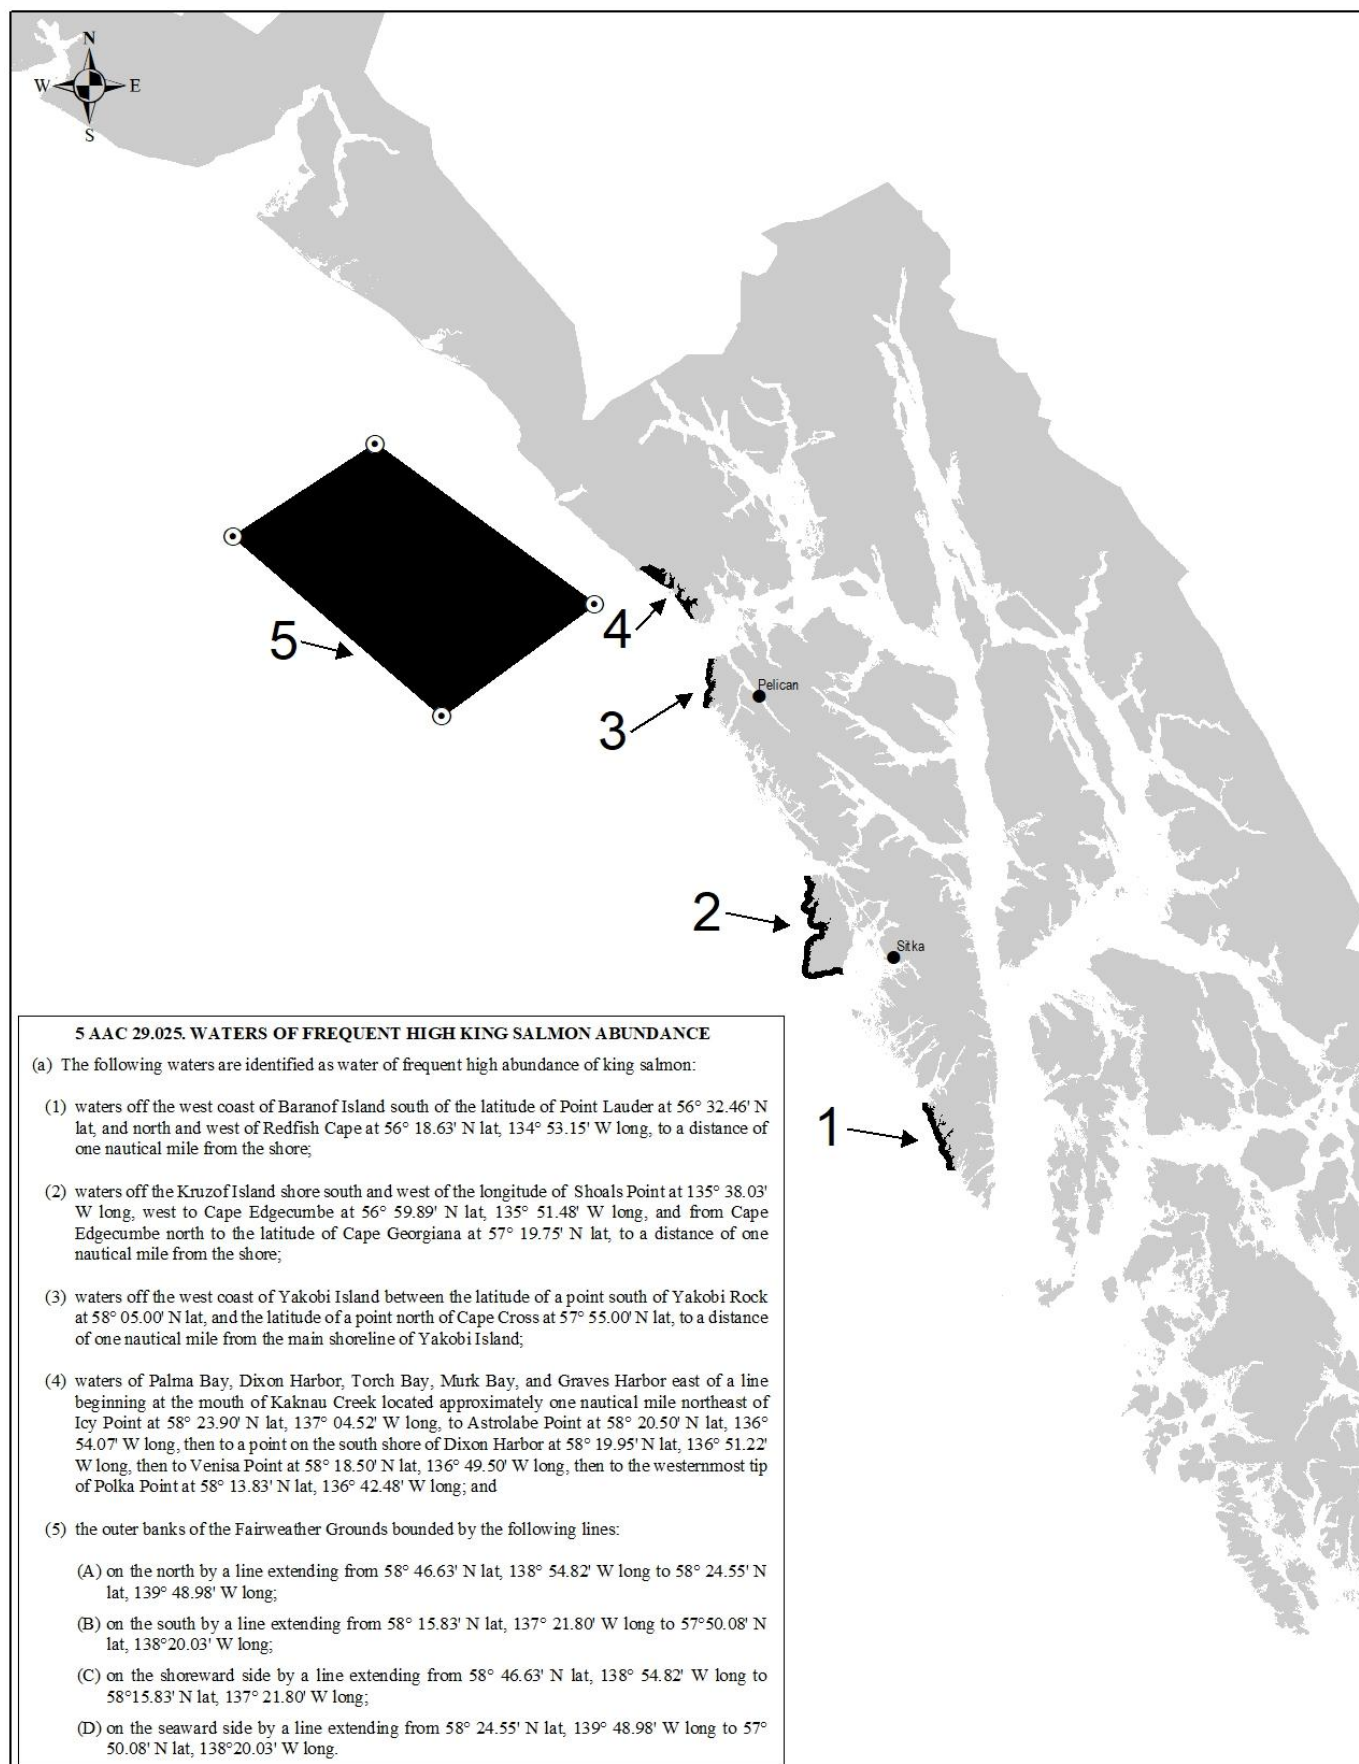 N
W E
S
5
4
Pelican
3
2
Sitka
1
5 AAC 29.025. WATERS OF FREQUENT HIGH KING SALMON ABUNDANCE
(a) The following waters are identified as water of frequent high abundance of king salmon:
(1) waters off the west coast of Baranof Island south of the latitude of Point Lauder at 56° 32.46' N
lat, and north and west of Redfish Cape at 56° 18.63' N lat, 134° 53.15' W long, to a distance of
one nautical mile from the shore;
(2) waters off the Kruzof Island shore south and west of the longitude of Shoals Point at 135° 38.03'
W long, west to Cape Edgecumbe at 56° 59.89' N lat, 135° 51.48' W long, and from Cape
Edgecumbe north to the latitude of Cape Georgiana at 57° 19.75' N lat, to a distance of one
nautical mile from the shore;
(3) waters off the west coast of Yakobi Island between the latitude of a point south of Yakobi Rock
at 58° 05.00' N lat, and the latitude of a point north of Cape Cross at 57° 55.00' N lat, to a distance
of one nautical mile from the main shoreline of Yakobi Island;
(4) waters of Palma Bay, Dixon Harbor, Torch Bay, Murk Bay, and Graves Harbor east of a line
beginning at the mouth of Kaknau Creek located approximately one nautical mile northeast of
Icy Point at 58° 23.90' N lat, 137° 04.52' W long, to Astrolabe Point at 58° 20.50' N lat, 136°
54.07' W long, then to a point on the south shore of Dixon Harbor at 58° 19.95' N lat, 136° 51.22'
W long, then to Venisa Point at 58° 18.50' N lat, 136° 49.50' W long, then to the westernmost tip
of Polka Point at 58° 13.83' N lat, 136° 42.48' W long; and
(5) the outer banks of the Fairweather Grounds bounded by the following lines:
(A) on the north by a line extending from 58° 46.63' N lat, 138° 54.82' W long to 58° 24.55' N
lat, 139° 48.98' W long;
(B) on the south by a line extending from 58° 15.83' N lat, 137° 21.80' W long to 57°50.08' N
lat, 138°20.03' W long;
(C) on the shoreward side by a line extending from 58° 46.63' N lat, 138° 54.82' W long to
58°15.83' N lat, 137° 21.80' W long;
(D) on the seaward side by a line extending from 58° 24.55' N lat, 139° 48.98' W long to 57°
50.08' N lat, 138°20.03' W long.